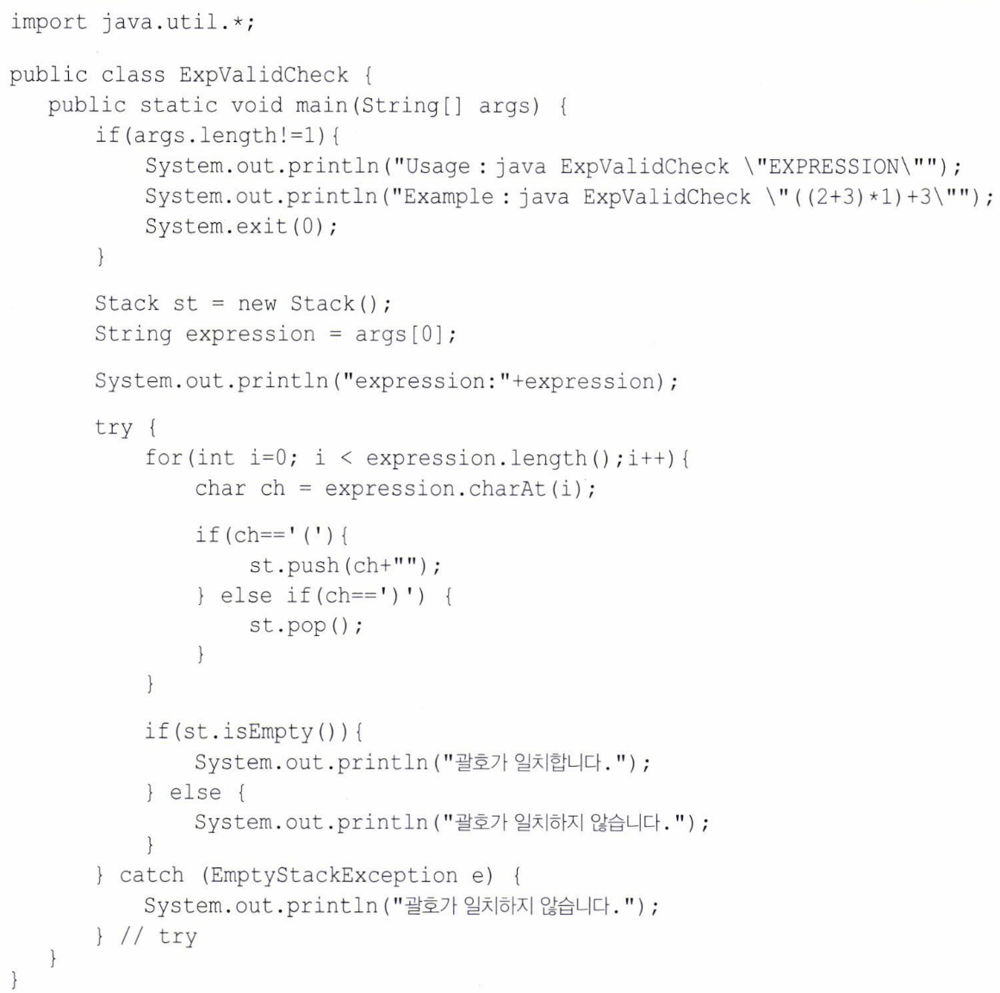 import java.util.*;
public class ExpValidCheck {
public static void main(String[] args) {
if(args.length!=1){
System.out.println("Usage : java ExpValidCheck \"EXPRESSION\"");
System.out.println("Example : java ExpValidCheck \"((2+3)*1)+3\"");
System.exit(0);
}
Stack st = new Stack();
String expression = args[0];
System.out.println("expression:"+expression);
try {
for(int i=0; i < expression.length();i++){
char ch = expression.charAt(i);
if(ch=='('){
st.push(ch+"");
} else if(ch==')') {
st.pop();
}
}
if(st.isEmpty()){
System.out.println("괄호가 일치합니다.");
} else {
System.out.println("괄호가 일치하지 않습니다.");
}
} catch (EmptyStackException e) {
System.out.println("괄호가 일치하지 않습니다.");
} // try
}
}